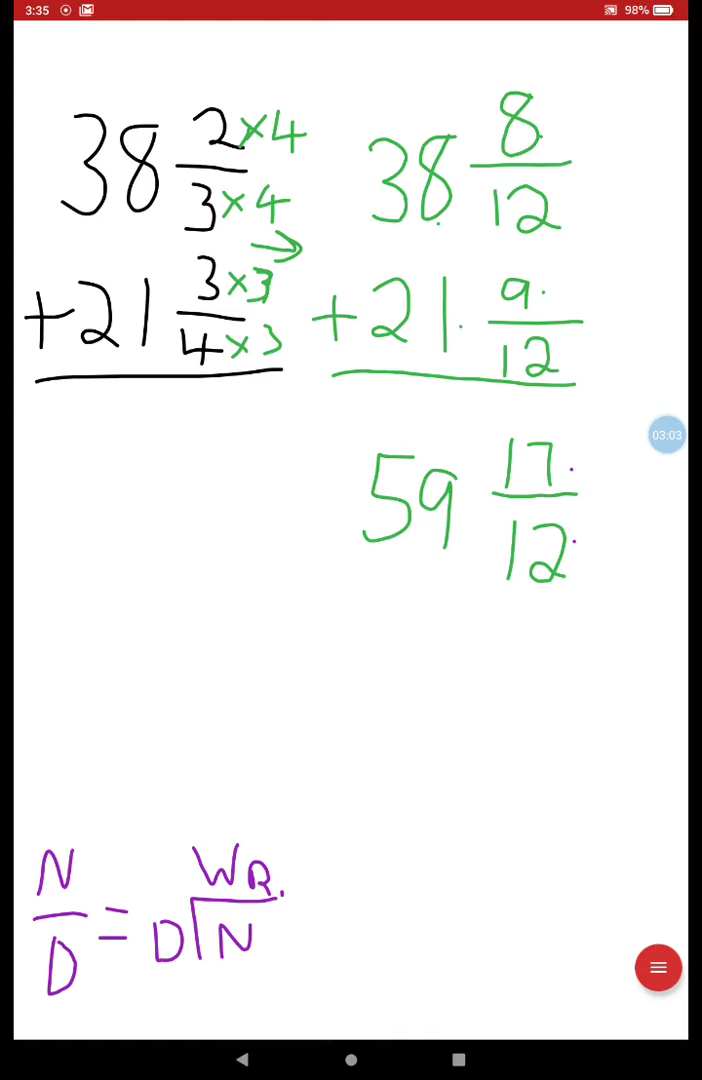 3:35 98%
38 2/3 ×4 ×4 38 8/12
+21 3/4 ×3 ×3 → +21 9/12
03:03
59 17/12
N/D = D√N W R.